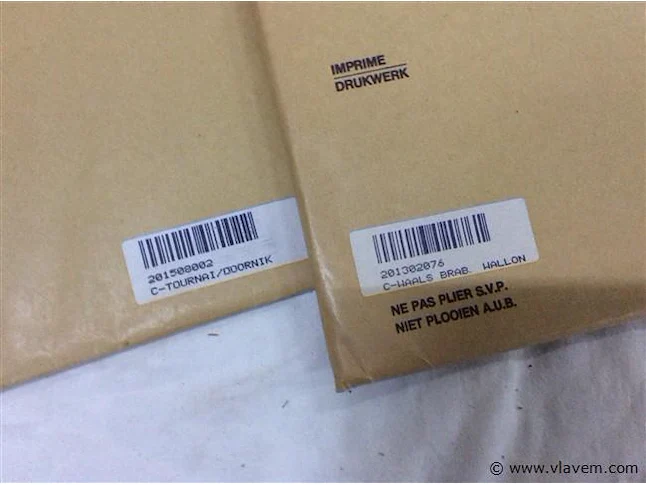 IMPRIME
DRUKWERK
201508002
C-TOURNAI/DOORNIK
201302076
C-WAALS BRAB. WALLON
NE PAS PLIER S.V.P.
NIET PLOOIEN A.U.B.
© www.vlavem.com